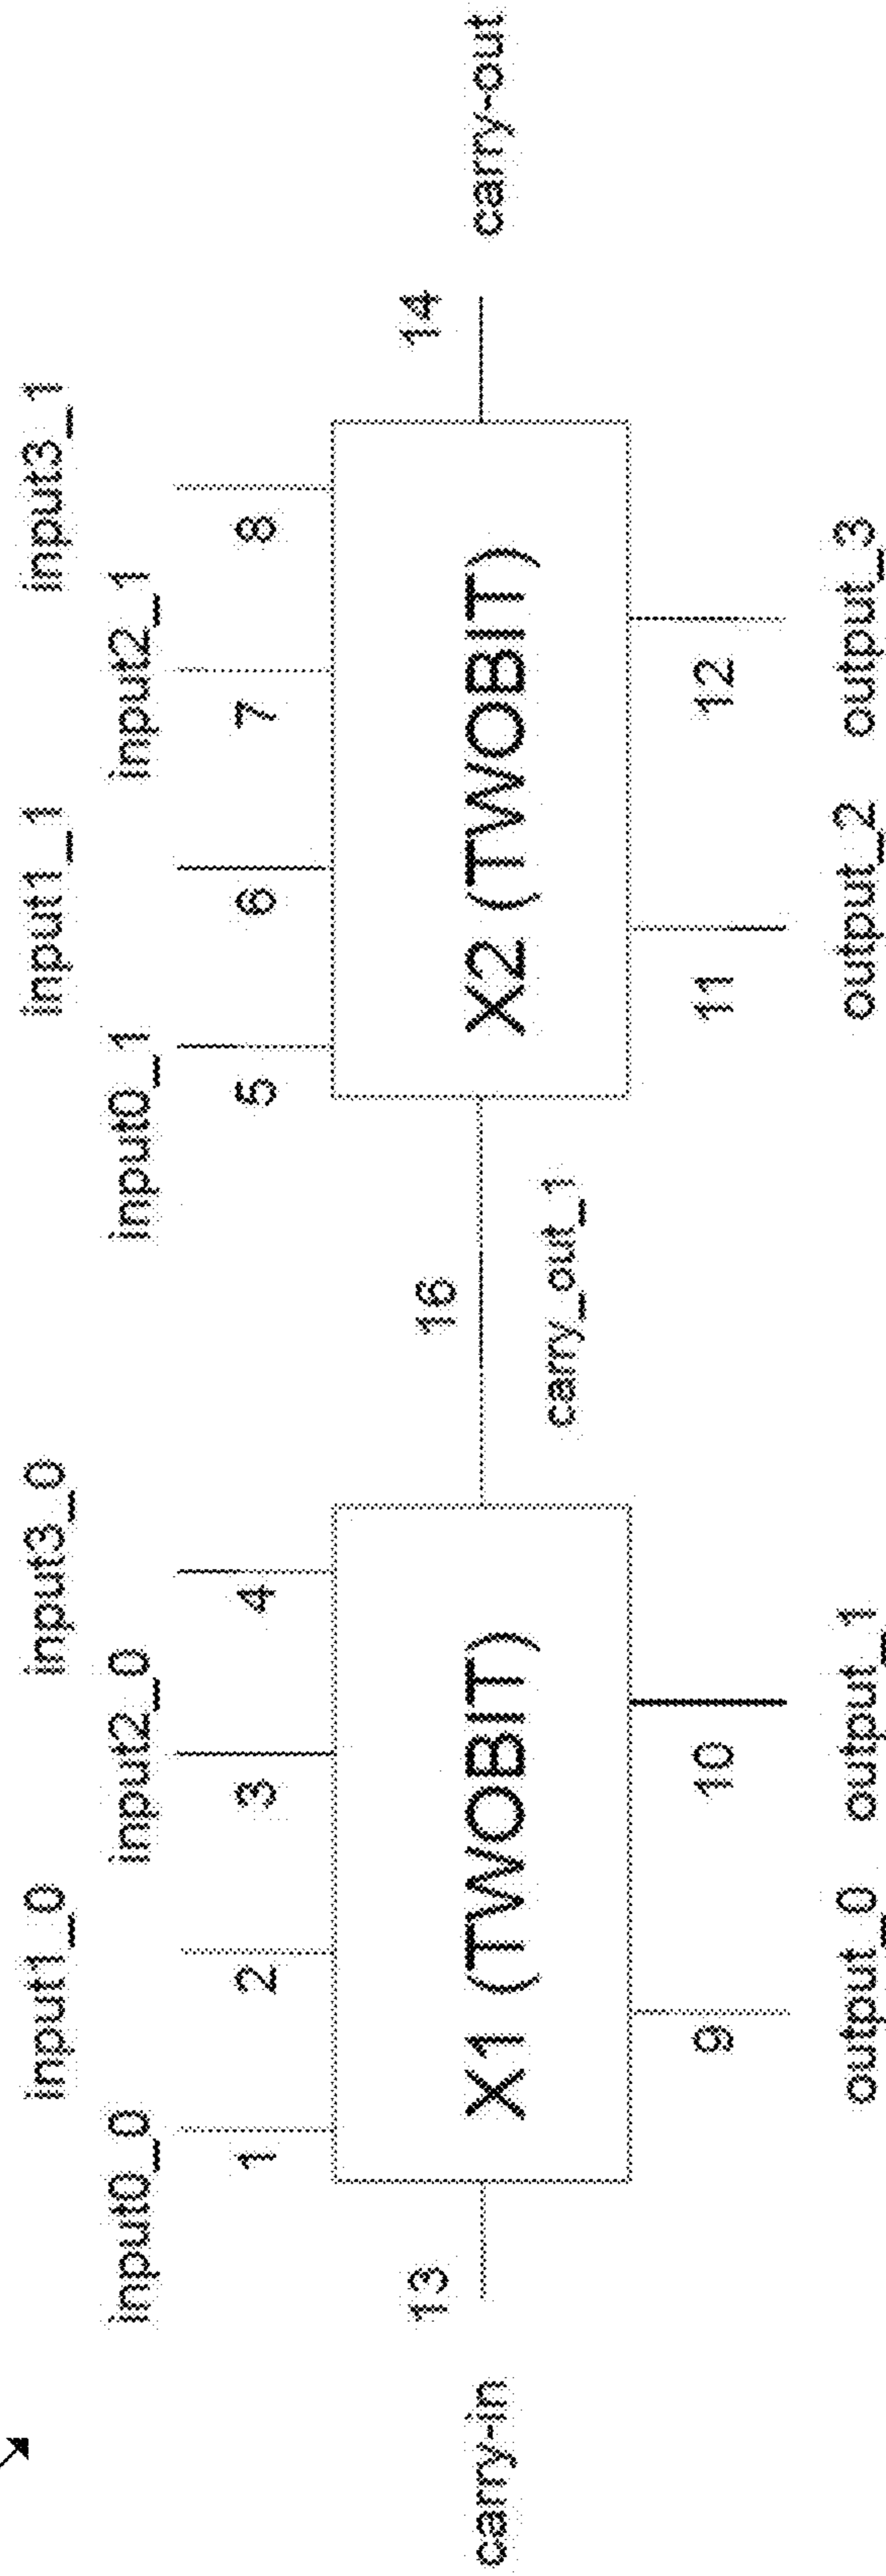 input1_0 input3_0 input1_1 input3_1
input0_0 input2_0 input0_1 input2_1
1 2 3 4 5 6 7 8
13 16 14
carry-in X1 (TWOBIT) X2 (TWOBIT) carry-out
carry_out_1
9 10 11 12
output_0 output_1 output_2 output_3